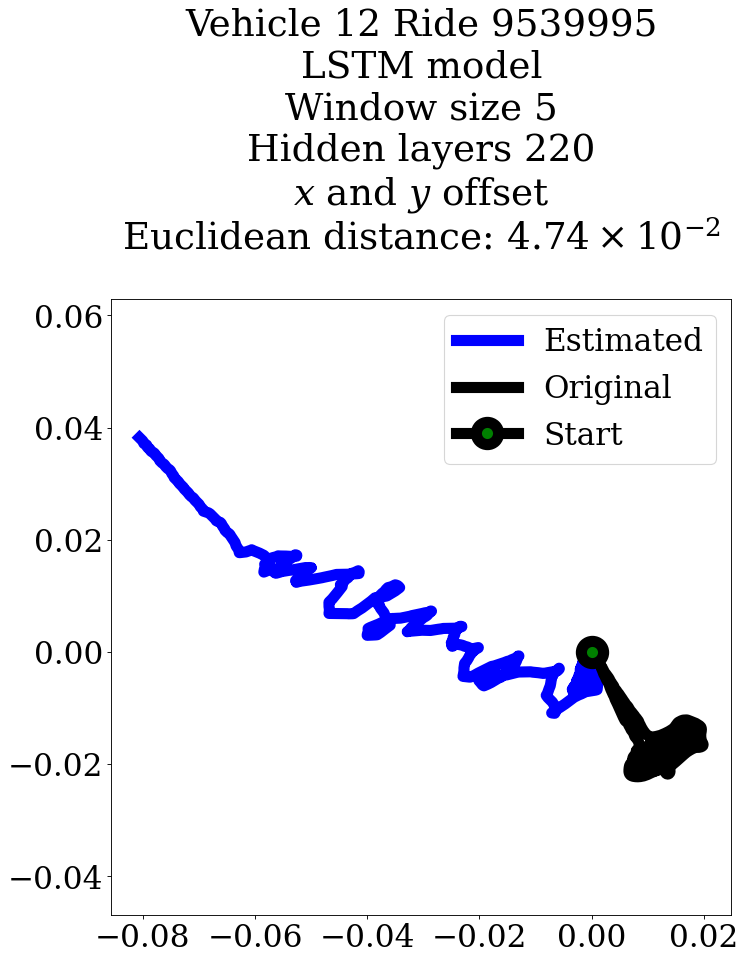 Vehicle 12 Ride 9539995
LSTM model
Window size 5
Hidden layers 220
x and y offset
Euclidean distance: 4.74 × 10⁻²
Estimated
Original
Start
0.06
0.04
0.02
0.00
−0.02
−0.04
−0.08 −0.06 −0.04 −0.02 0.00 0.02